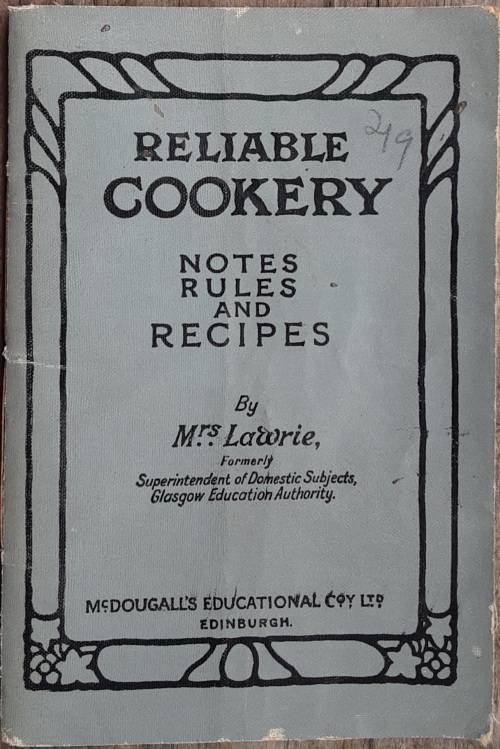 RELIABLE
COOKERY
2/9
NOTES
RULES
AND
RECIPES
By
Mrs. Lawrie,
Formerly
Superintendent of Domestic Subjects,
Glasgow Education Authority.
McDOUGALL'S EDUCATIONAL COY. LTD.
EDINBURGH.